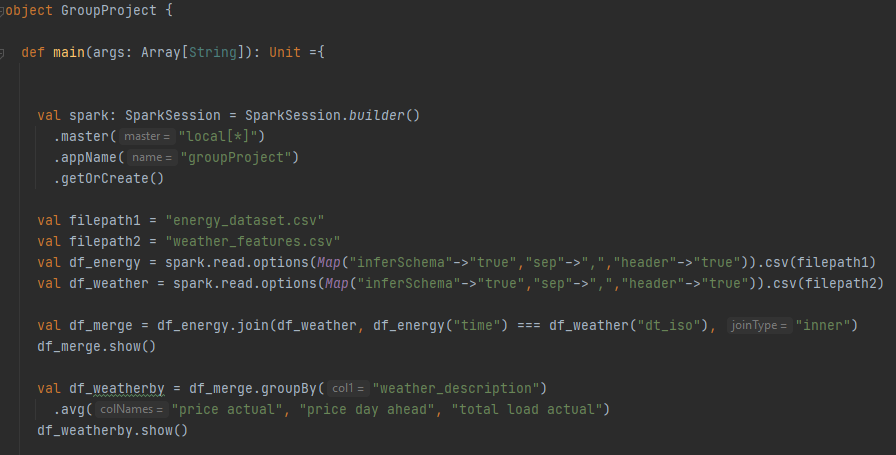 object GroupProject {
def main(args: Array[String]): Unit ={
val spark: SparkSession = SparkSession.builder()
.master( master = "local[*]")
.appName( name = "groupProject")
.getOrCreate()
val filepath1 = "energy_dataset.csv"
val filepath2 = "weather_features.csv"
val df_energy = spark.read.options(Map("inferSchema"->"true","sep"->",","header"->"true")).csv(filepath1)
val df_weather = spark.read.options(Map("inferSchema"->"true","sep"->",","header"->"true")).csv(filepath2)
val df_merge = df_energy.join(df_weather, df_energy("time") === df_weather("dt_iso"), joinType = "inner")
df_merge.show()
val df_weatherby = df_merge.groupBy( col1 = "weather_description")
.avg( colNames = "price actual", "price day ahead", "total load actual")
df_weatherby.show()